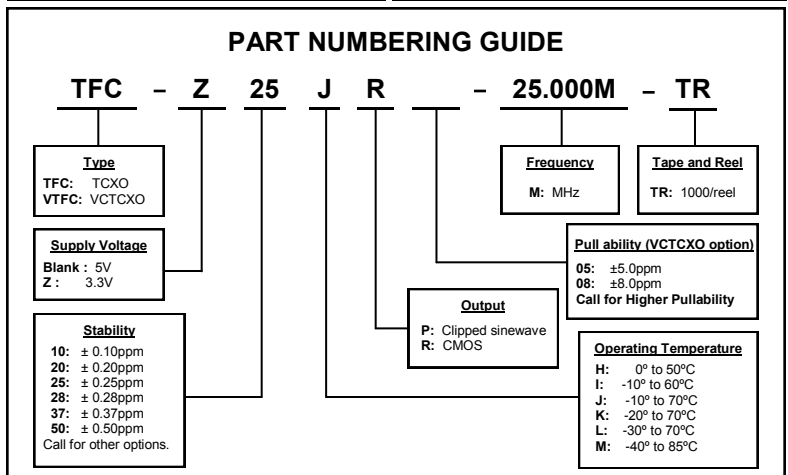 PART NUMBERING GUIDE
TFC – Z 25 J R – 25.000M – TR
Type
TFC: TCXO
VTFC: VCTCXO
Frequency
M: MHz
Tape and Reel
TR: 1000/reel
Supply Voltage
Blank : 5V
Z : 3.3V
Pull ability (VCTCXO option)
05: ±5.0ppm
08: ±8.0ppm
Call for Higher Pullability
Output
P: Clipped sinewave
R: CMOS
Stability
10: ± 0.10ppm
20: ± 0.20ppm
25: ± 0.25ppm
28: ± 0.28ppm
37: ± 0.37ppm
50: ± 0.50ppm
Call for other options.
Operating Temperature
H: 0º to 50ºC
I: -10º to 60ºC
J: -10º to 70ºC
K: -20º to 70ºC
L: -30º to 70ºC
M: -40º to 85ºC